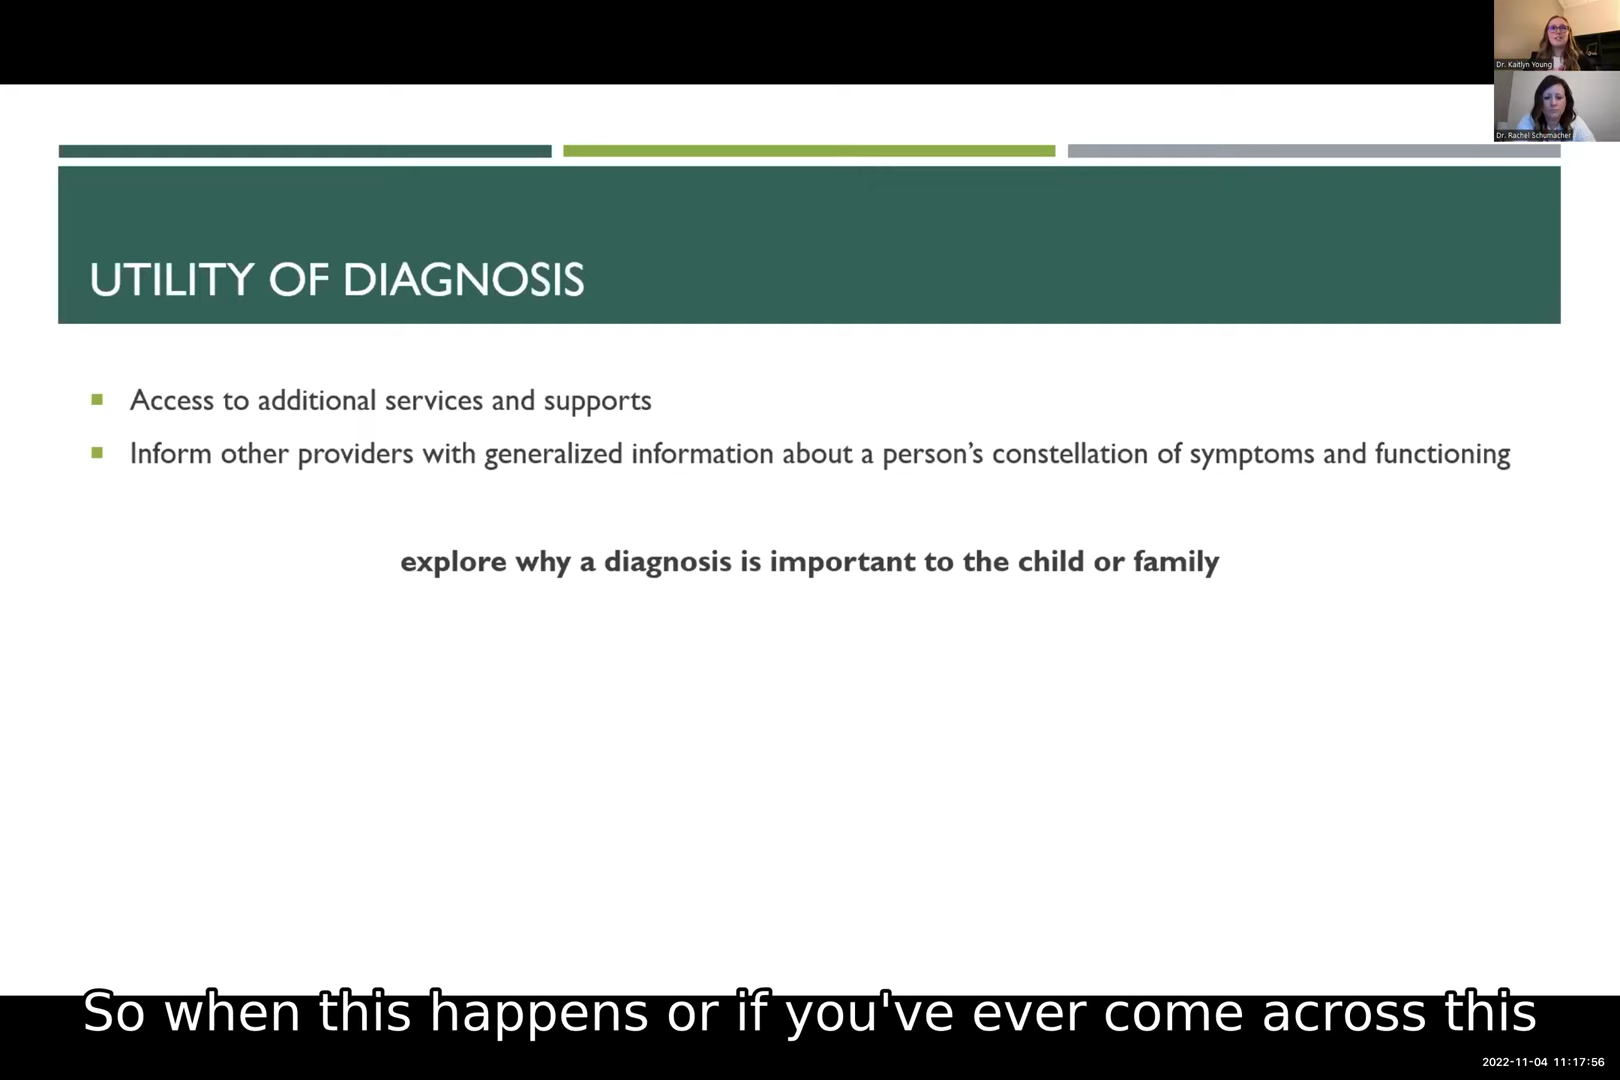 Dr. Kaitlyn Young
Dr. Rachel Schumacher
UTILITY OF DIAGNOSIS
Access to additional services and supports
Inform other providers with generalized information about a person’s constellation of symptoms and functioning
explore why a diagnosis is important to the child or family
So when this happens or if you've ever come across this
2022-11-04 11:17:56